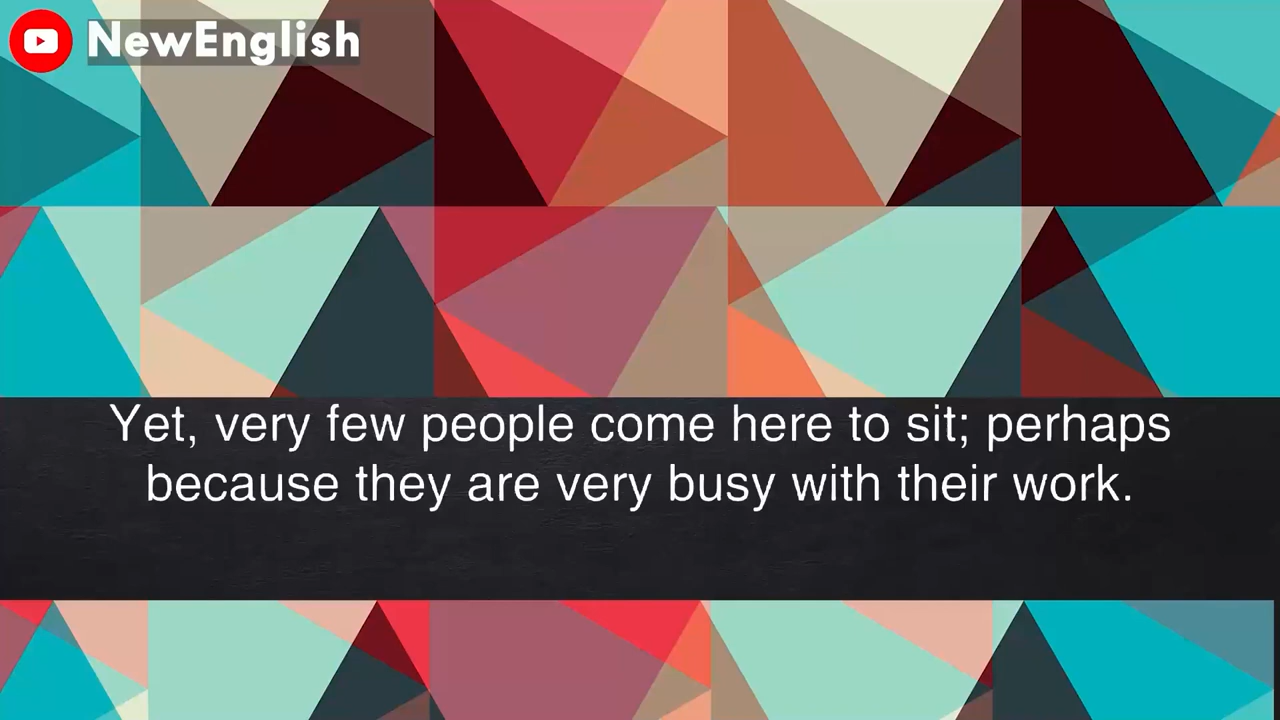 NewEnglish
Yet, very few people come here to sit; perhaps
because they are very busy with their work.